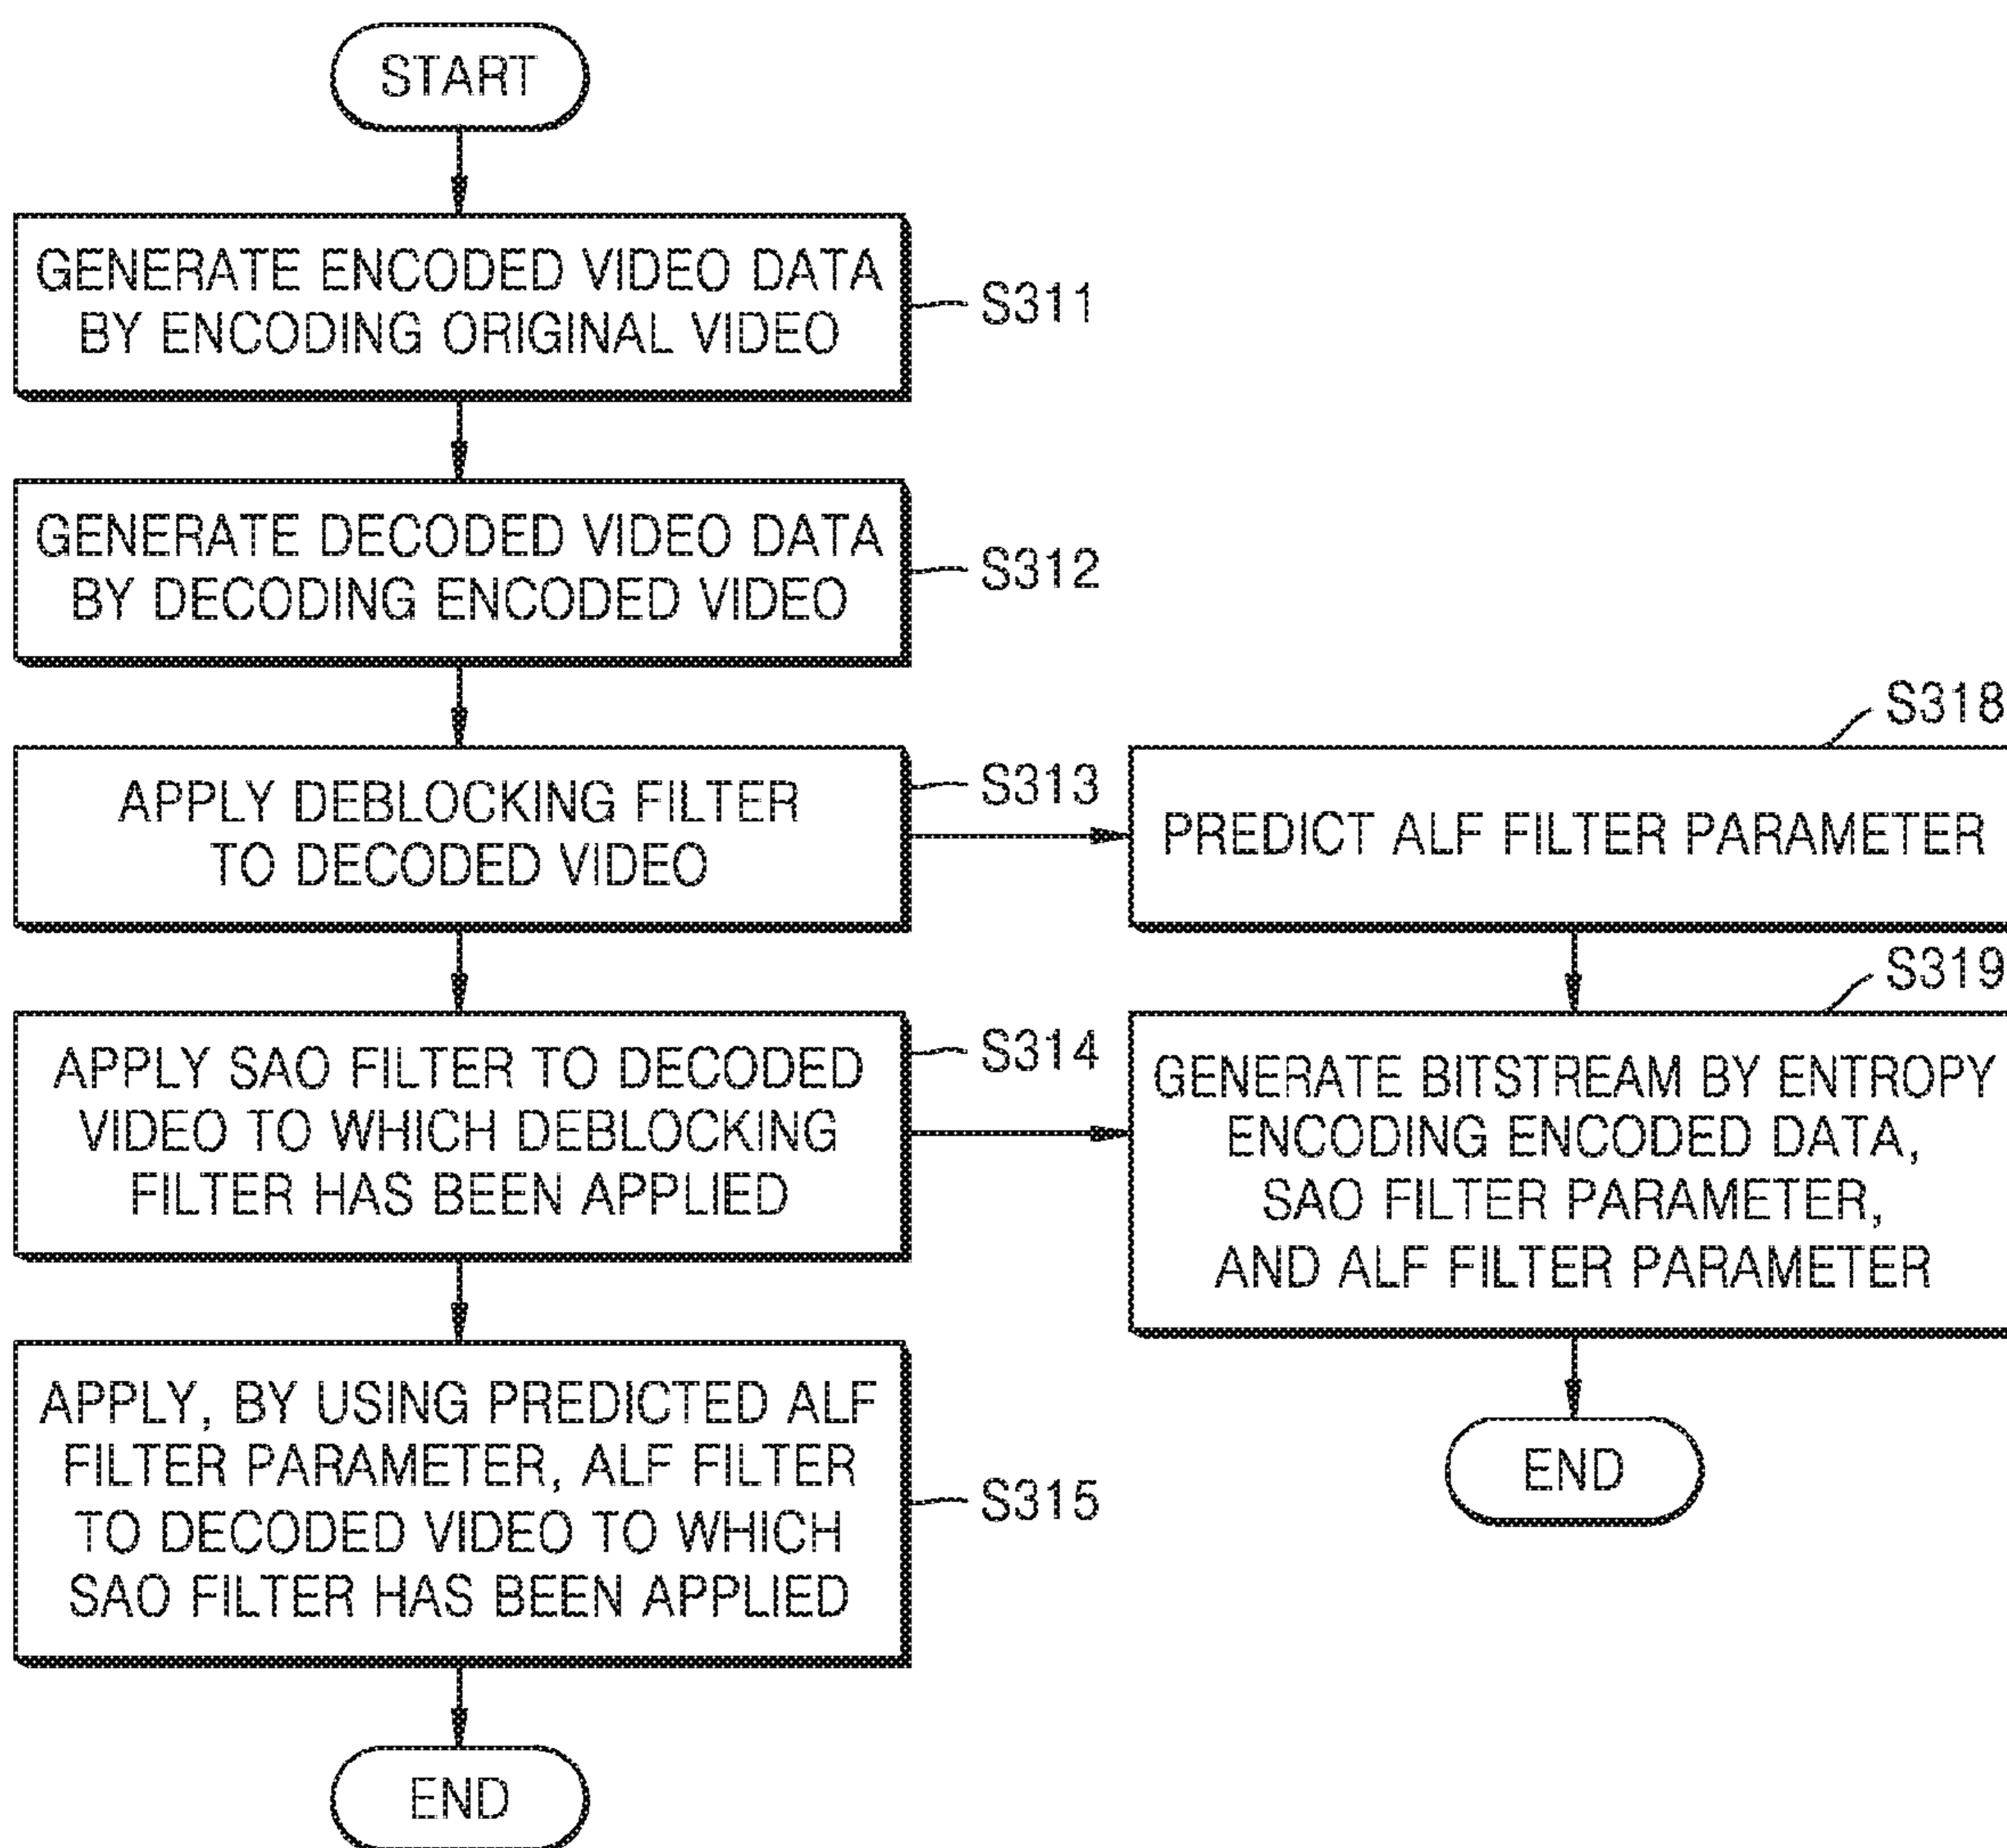 START
GENERATE ENCODED VIDEO DATA
BY ENCODING ORIGINAL VIDEO
S311
GENERATE DECODED VIDEO DATA
BY DECODING ENCODED VIDEO
S312
APPLY DEBLOCKING FILTER
TO DECODED VIDEO
S313
S318
PREDICT ALF FILTER PARAMETER
APPLY SAO FILTER TO DECODED
VIDEO TO WHICH DEBLOCKING
FILTER HAS BEEN APPLIED
S314
S319
GENERATE BITSTREAM BY ENTROPY
ENCODING ENCODED DATA,
SAO FILTER PARAMETER,
AND ALF FILTER PARAMETER
APPLY, BY USING PREDICTED ALF
FILTER PARAMETER, ALF FILTER
TO DECODED VIDEO TO WHICH
SAO FILTER HAS BEEN APPLIED
S315
END
END